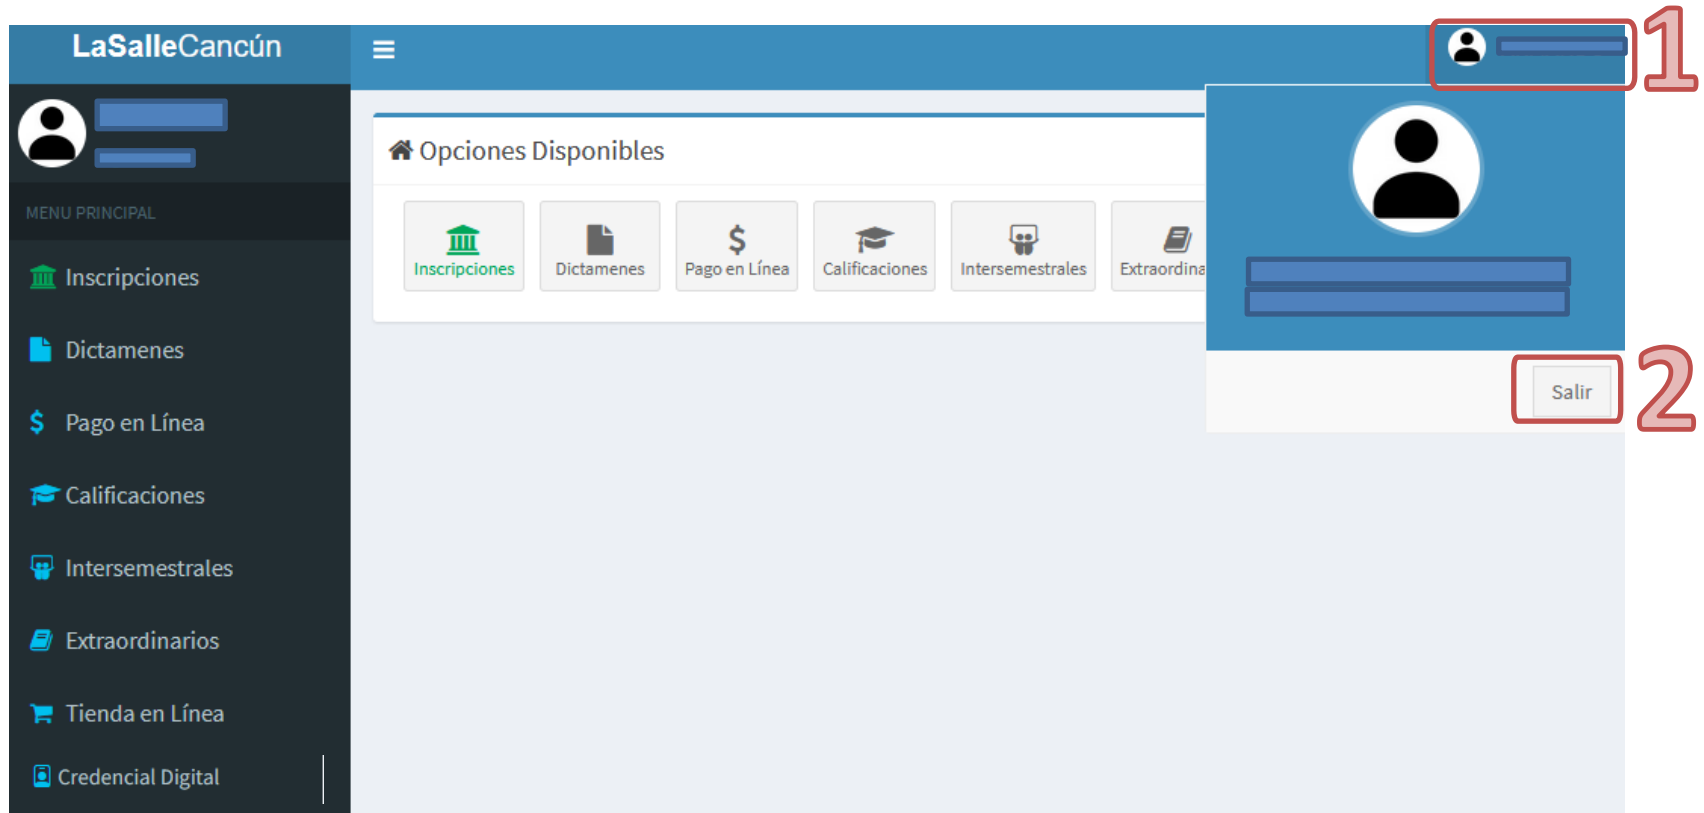 LaSalleCancún
1
Opciones Disponibles
MENU PRINCIPAL
Inscripciones
Dictamenes
Pago en Línea
Calificaciones
Intersemestrales
Extraordina
Inscripciones
Dictamenes
Pago en Línea
Calificaciones
Intersemestrales
Extraordinarios
Tienda en Línea
Credencial Digital
Salir
2